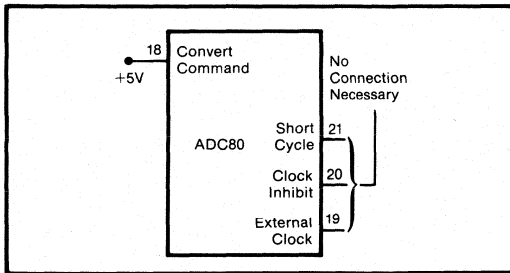 18
Convert
Command
+5V
No
Connection
Necessary
Short
Cycle
21
ADC80
Clock
Inhibit
20
External
Clock
19